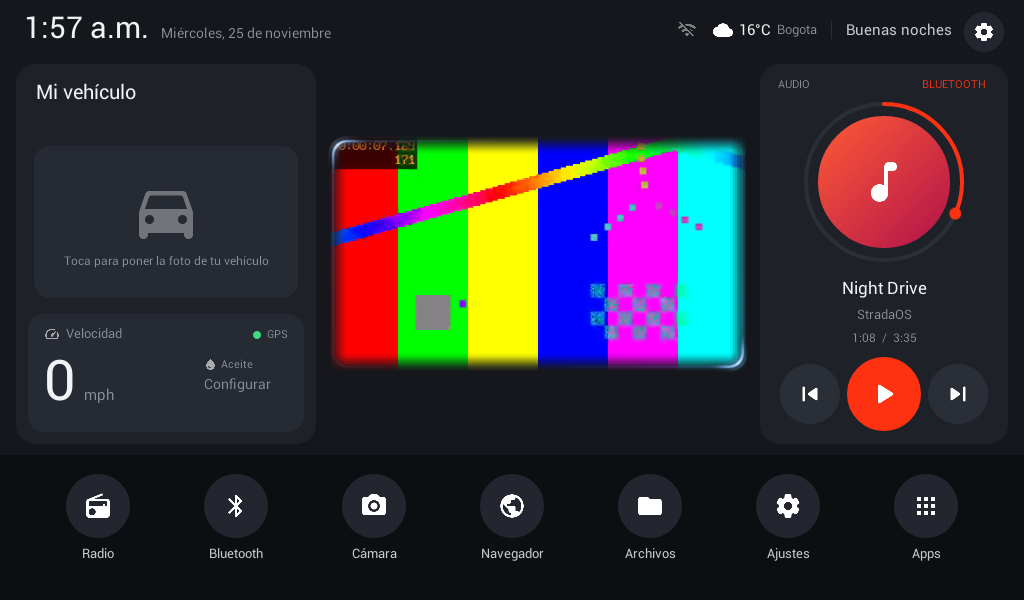 1:57 a.m. Miércoles, 25 de noviembre
16°C Bogota
Buenas noches
Mi vehículo
Toca para poner la foto de tu vehículo
Velocidad
GPS
0 mph
Aceite
Configurar
171
AUDIO
BLUETOOTH
Night Drive
StradaOS
1:08 / 3:35
Radio
Bluetooth
Cámara
Navegador
Archivos
Ajustes
Apps